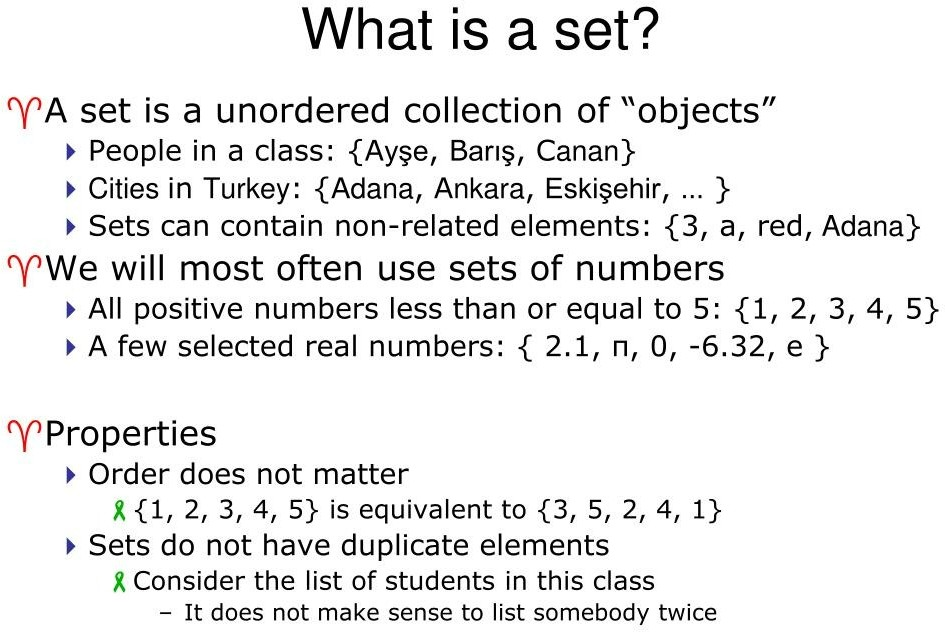 What is a set?
A set is a unordered collection of “objects”
People in a class: {Ayşe, Barış, Canan}
Cities in Turkey: {Adana, Ankara, Eskişehir, … }
Sets can contain non-related elements: {3, a, red, Adana}
We will most often use sets of numbers
All positive numbers less than or equal to 5: {1, 2, 3, 4, 5}
A few selected real numbers: { 2.1, π, 0, -6.32, e }
Properties
Order does not matter
{1, 2, 3, 4, 5} is equivalent to {3, 5, 2, 4, 1}
Sets do not have duplicate elements
Consider the list of students in this class
– It does not make sense to list somebody twice